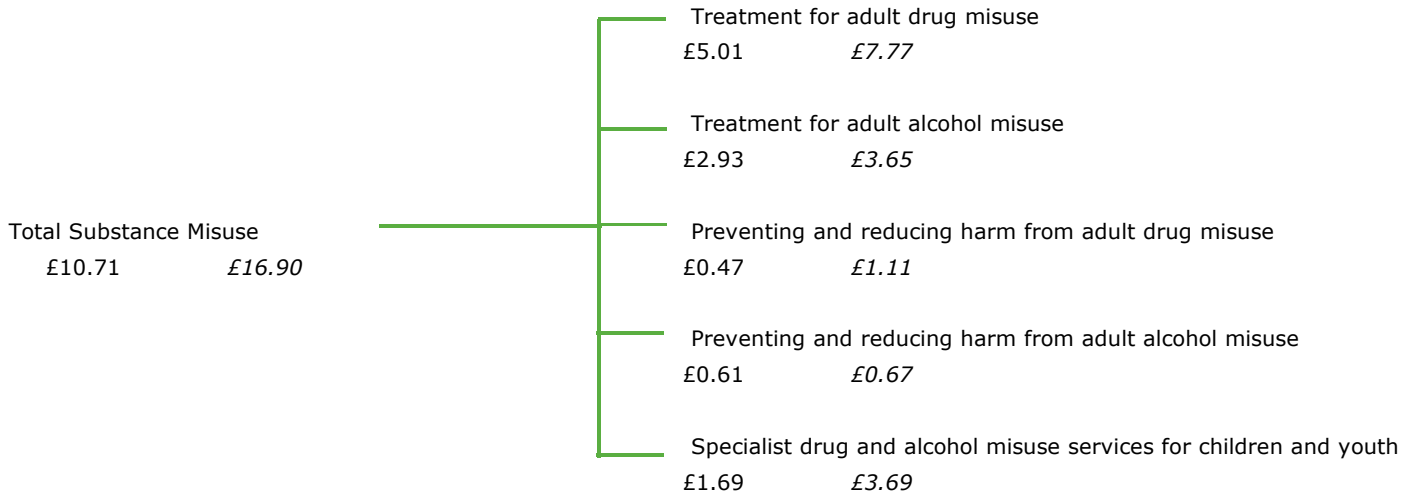 Treatment for adult drug misuse
£5.01 £7.77
Treatment for adult alcohol misuse
£2.93 £3.65
Total Substance Misuse
£10.71 £16.90
Preventing and reducing harm from adult drug misuse
£0.47 £1.11
Preventing and reducing harm from adult alcohol misuse
£0.61 £0.67
Specialist drug and alcohol misuse services for children and youth
£1.69 £3.69